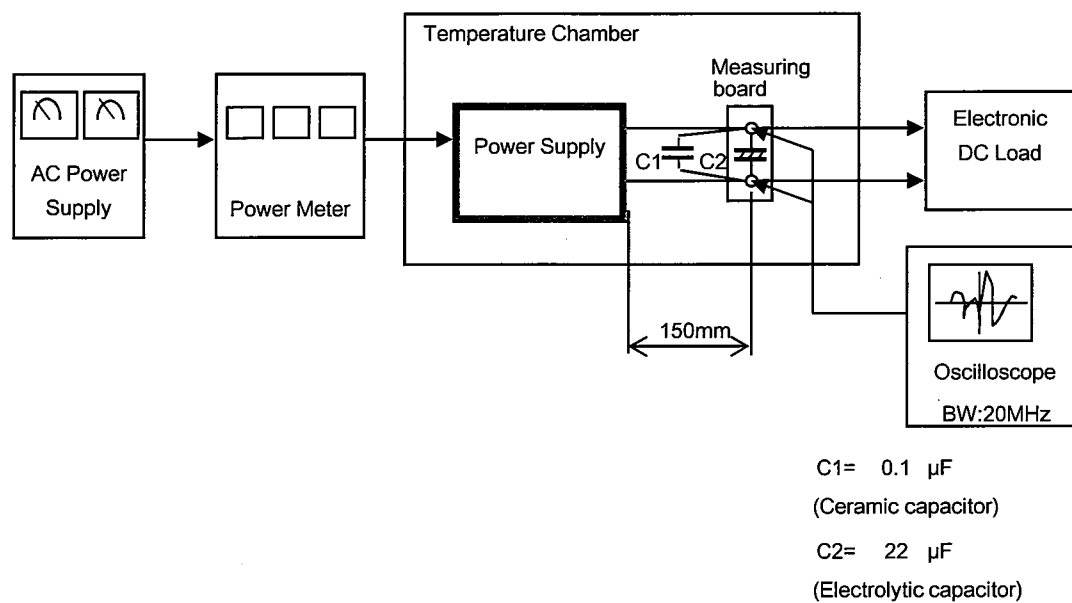 Temperature Chamber
Measuring
board
AC Power
Supply
Power Meter
Power Supply
C1
C2
Electronic
DC Load
150mm
Oscilloscope
BW:20MHz
C1= 0.1 µF
(Ceramic capacitor)
C2= 22 µF
(Electrolytic capacitor)